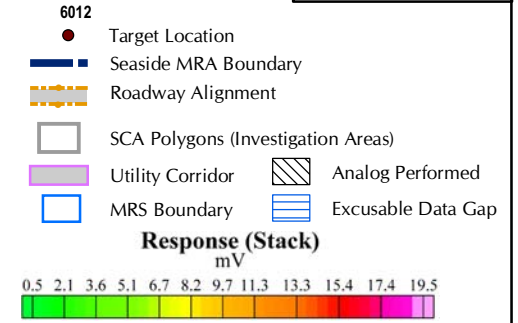 6012
Target Location
Seaside MRA Boundary
Roadway Alignment
SCA Polygons (Investigation Areas)
Utility Corridor Analog Performed
MRS Boundary Excusable Data Gap
Response (Stack)
mV
0.5 2.1 3.6 5.1 6.7 8.2 9.7 11.3 13.3 15.4 17.4 19.5